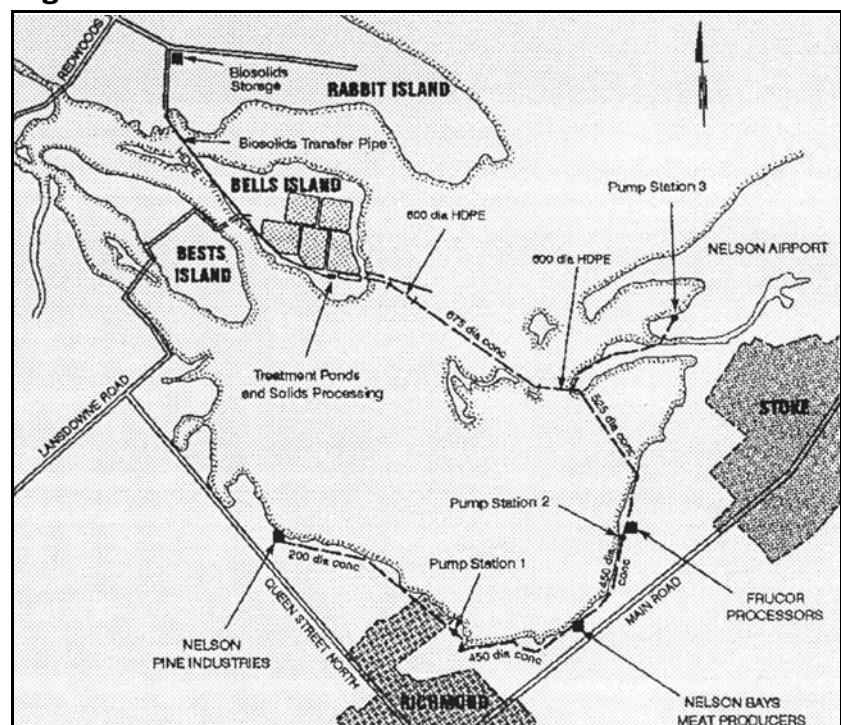 REDWOODS
Biosolids
Storage
RABBIT ISLAND
Biosolids Transfer Pipe
HDPE
BELLS ISLAND
Pump Station 3
600 dia HDPE
NELSON AIRPORT
BESTS
ISLAND
600 dia HDPE
675 dia conc
Treatment Ponds
and Solids Processing
LANSDOWNE ROAD
STOKE
525 dia conc
Pump Station 2
200 dia conc
Pump Station 1
450 dia
conc
MAIN ROAD
FRUCOR
PROCESSORS
QUEEN STREET NORTH
NELSON
PINE INDUSTRIES
450 dia conc
RICHMOND
NELSON BAYS
MEAT PRODUCERS